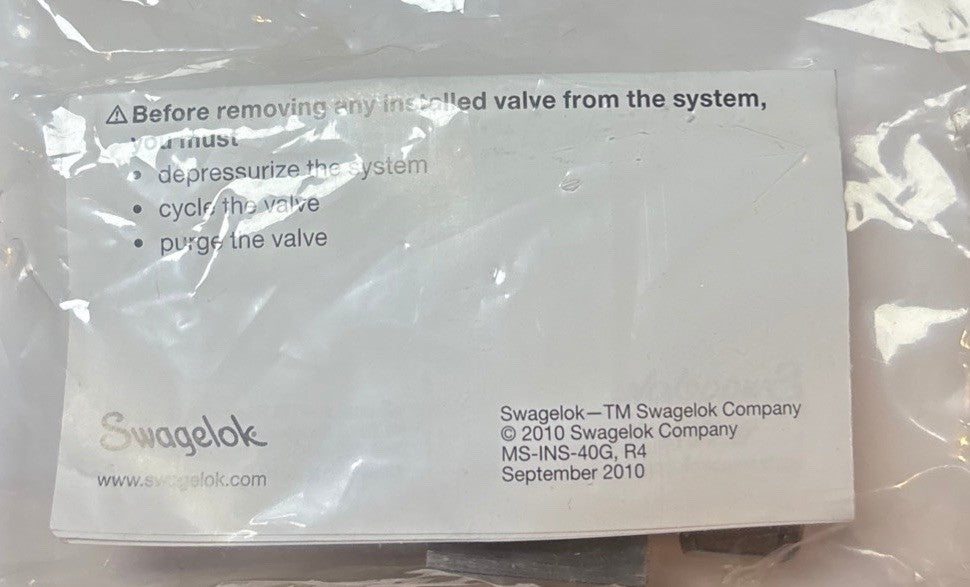 ⚠ Before removing any installed valve from the system,
you must
• depressurize the system
• cycle the valve
• purge the valve
Swagelok
www.swagelok.com
Swagelok—TM Swagelok Company
© 2010 Swagelok Company
MS-INS-40G, R4
September 2010